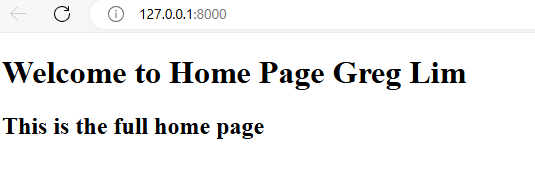 127.0.0.1:8000
Welcome to Home Page Greg Lim
This is the full home page